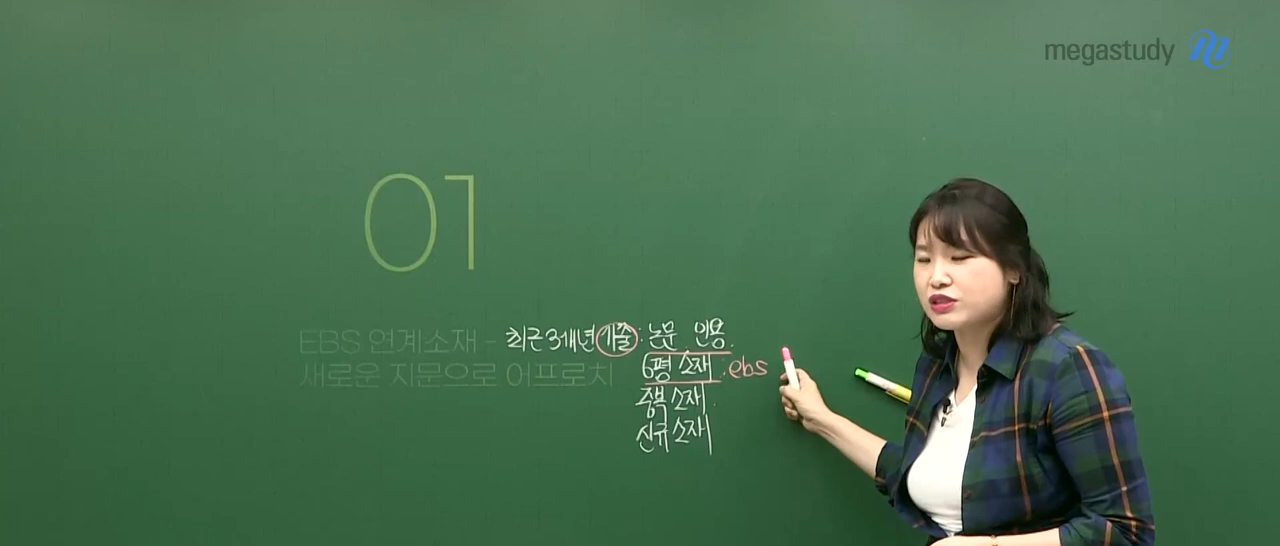 megastudy
01
EBS 연계소재 - 최근 3개년 기출 : 논문 인용.
새로운 지문으로 어프로치 6평 소재 : ebs
중복 소재.
신규 소재